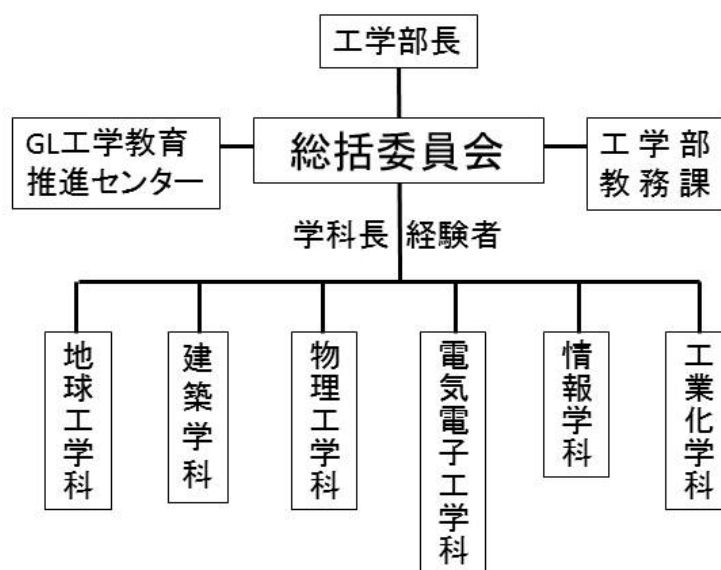 工学部長
GL工学教育
推進センター
総括委員会
工学部
教務課
学科長 経験者
地球工学科
建築学科
物理工学科
電気電子工学科
情報学科
工業化学科